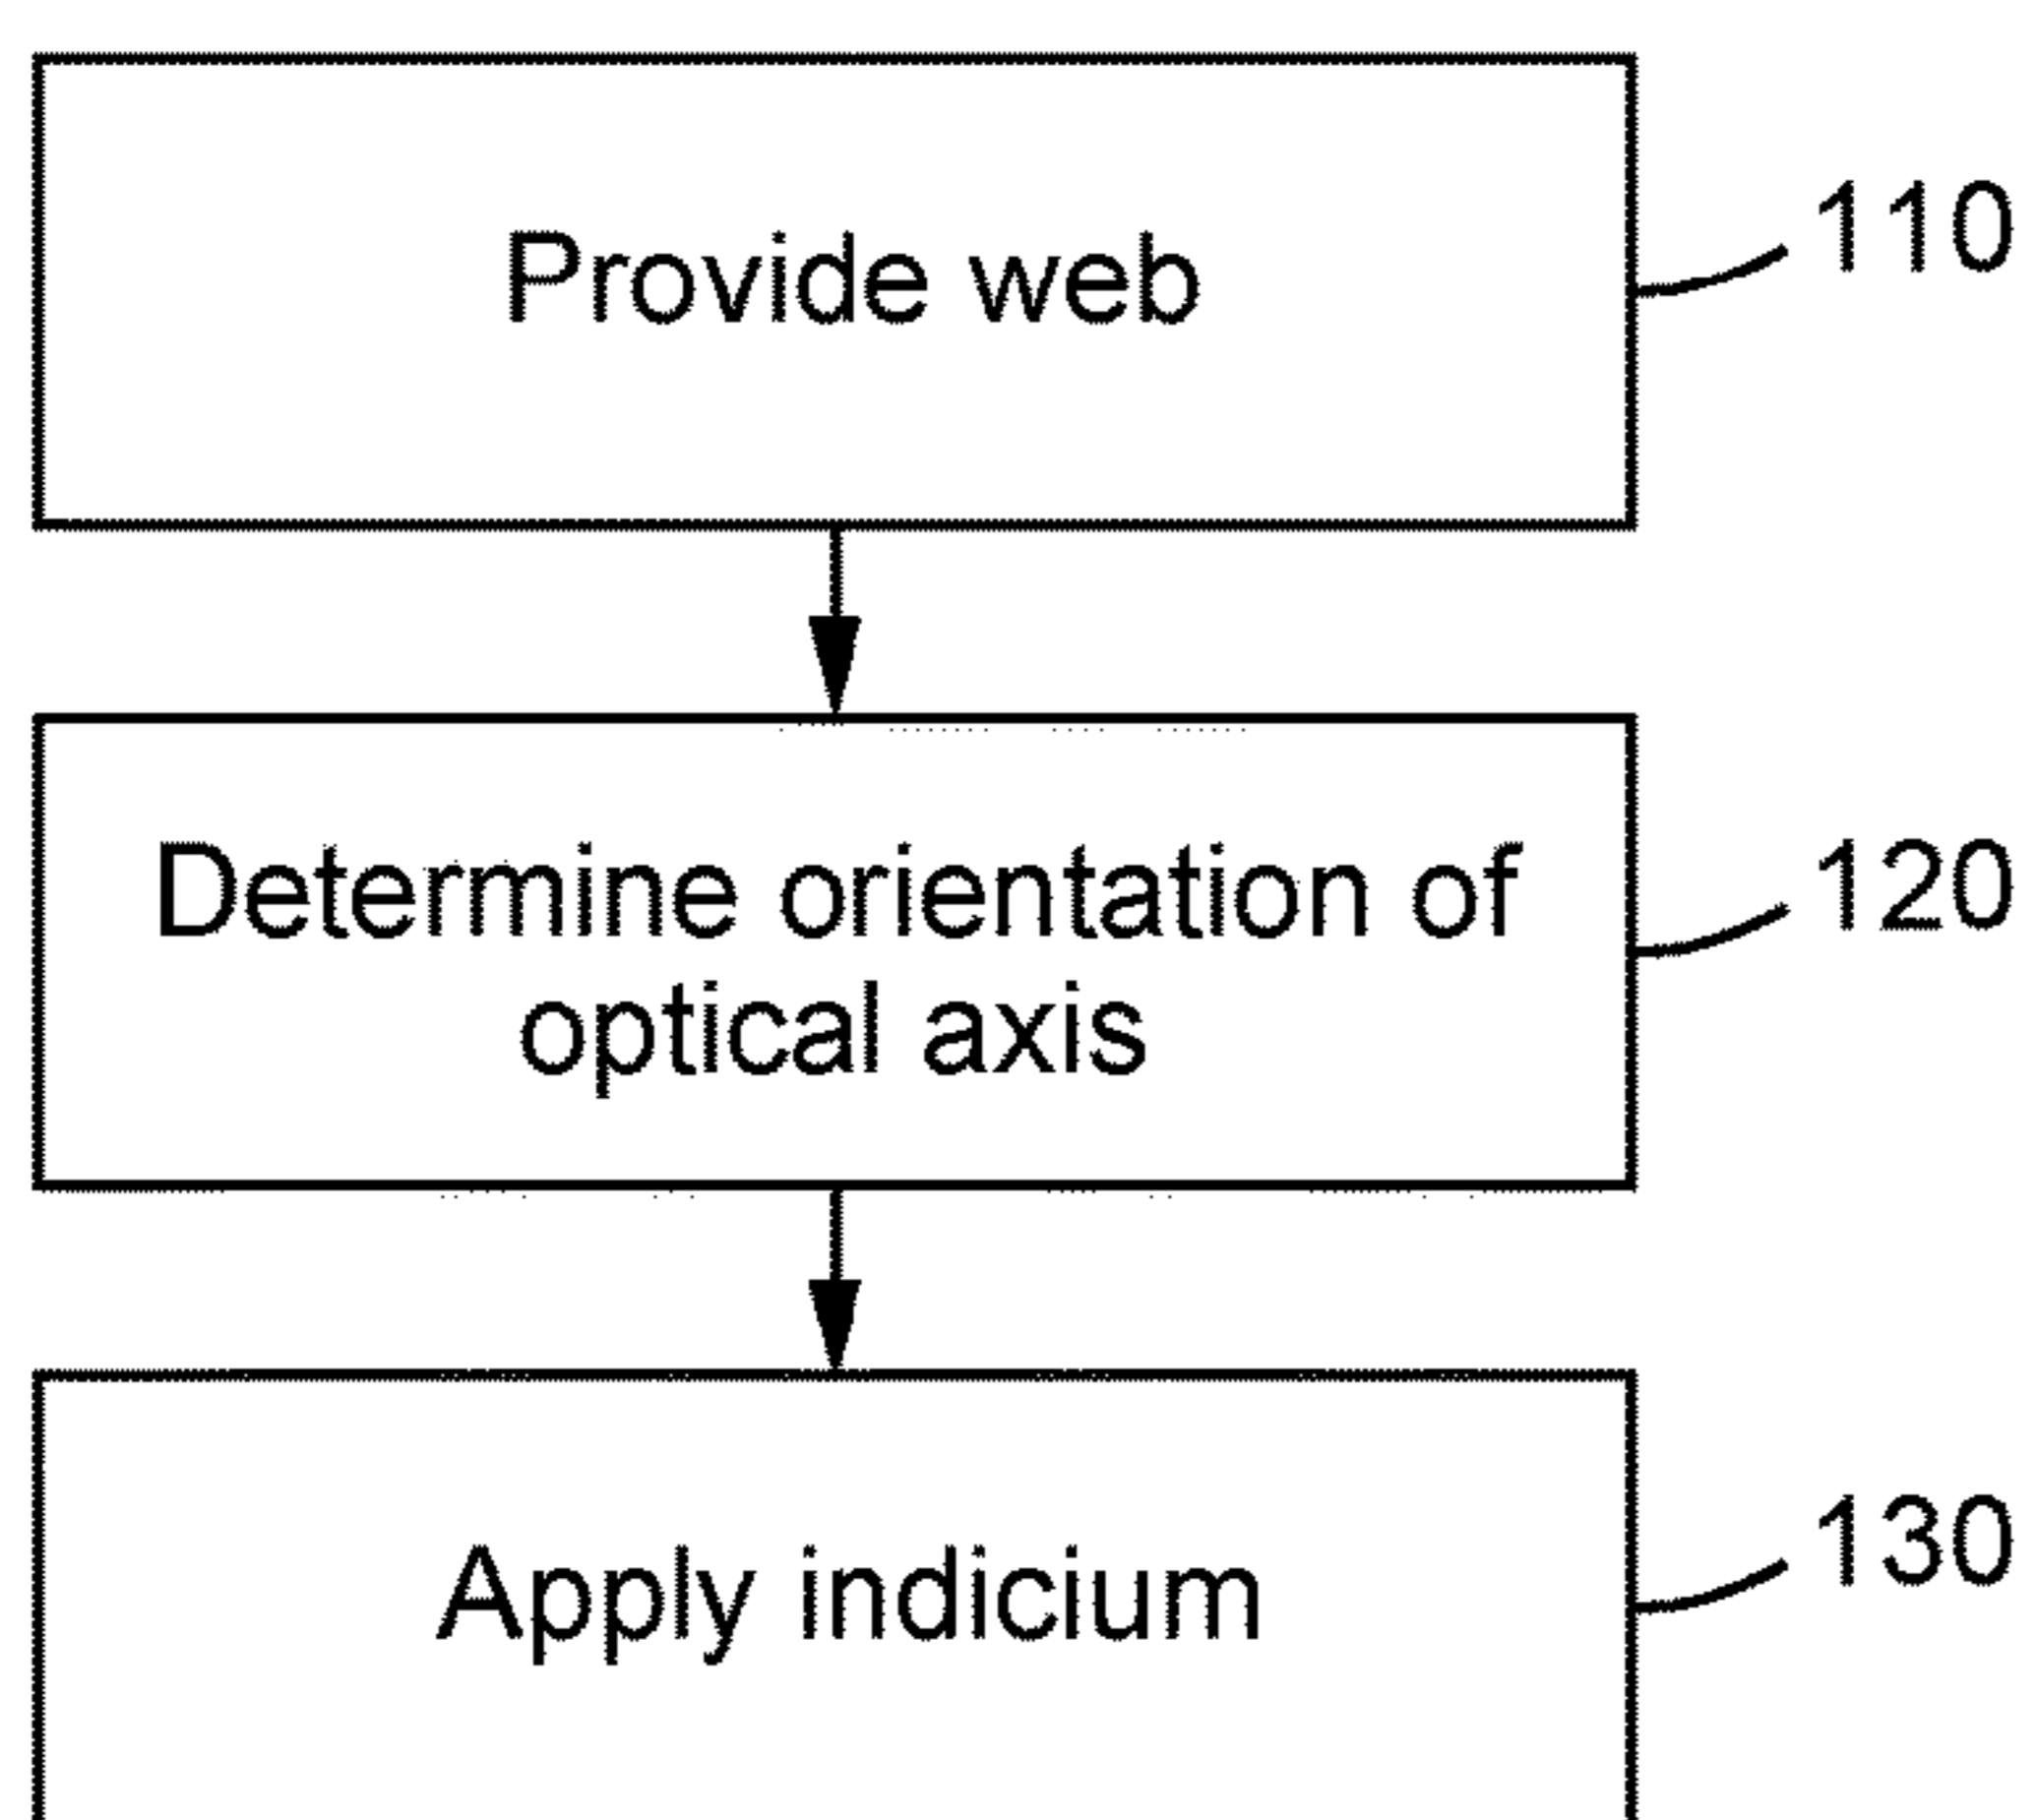 Provide web
110
Determine orientation of
optical axis
120
Apply indicium
130